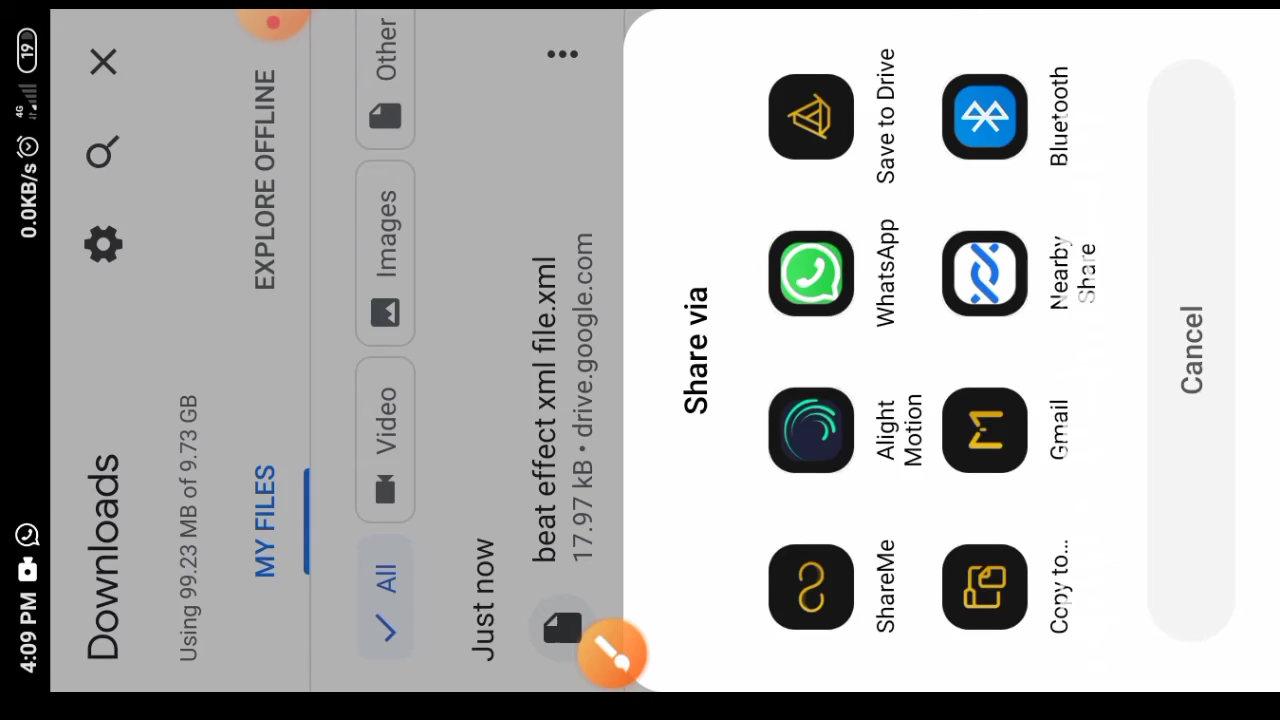 4:09 PM
0.0KB/s
4G
19
Downloads
Using 99.23 MB of 9.73 GB
MY FILES
EXPLORE OFFLINE
All
Video
Images
Other
Just now
beat effect xml file.xml
17.97 kB • drive.google.com
Share via
ShareMe
Alight
Motion
WhatsApp
Save to Drive
Copy to...
Gmail
Nearby
Share
Bluetooth
Cancel